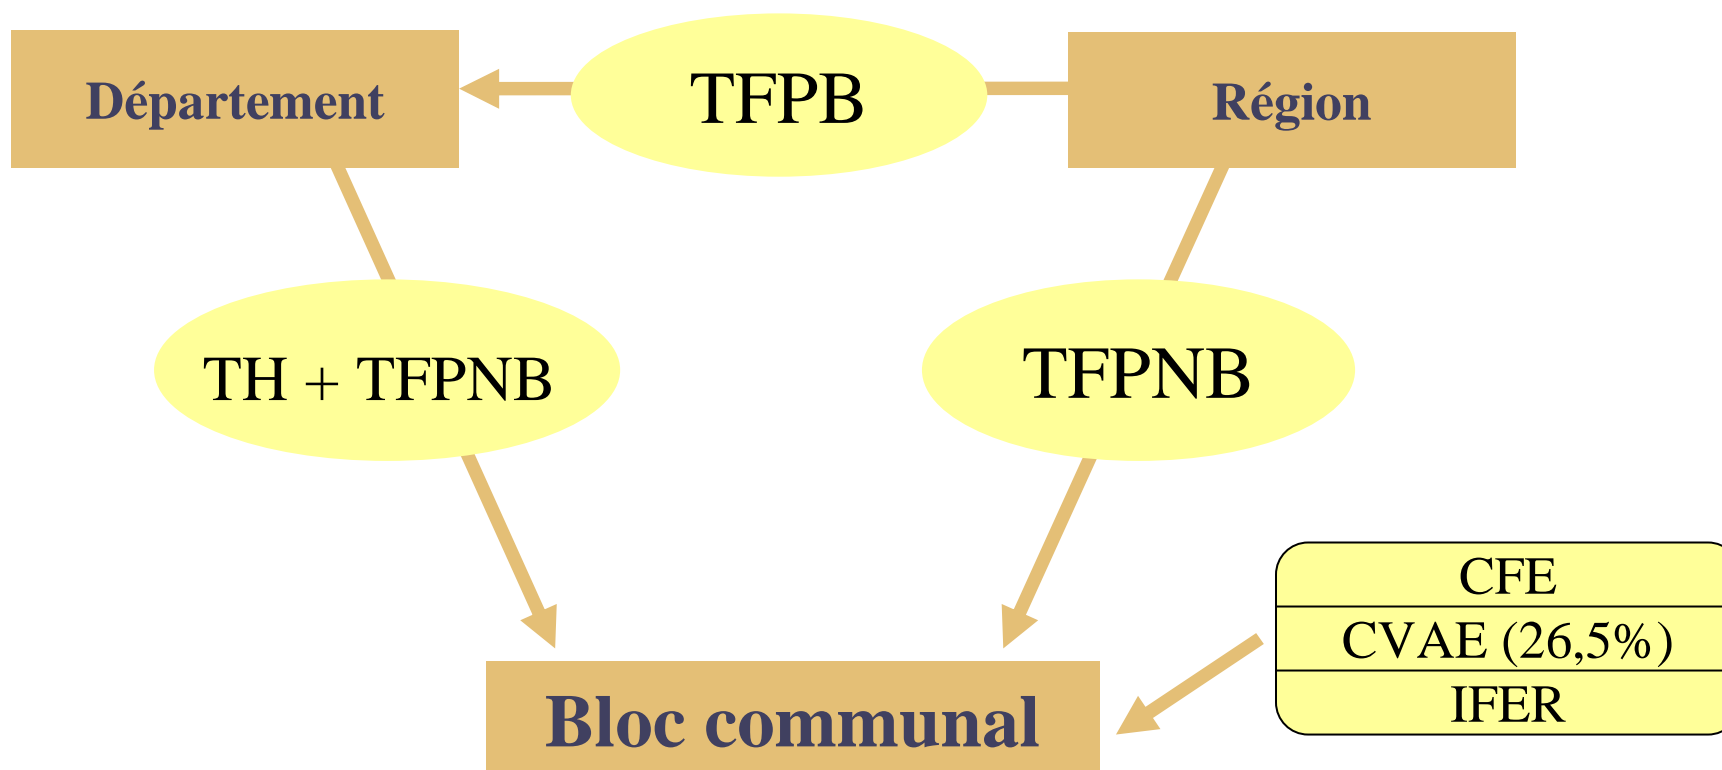 Département
TFPB
Région
TH + TFPNB
TFPNB
CFE
CVAE (26,5%)
IFER
Bloc communal